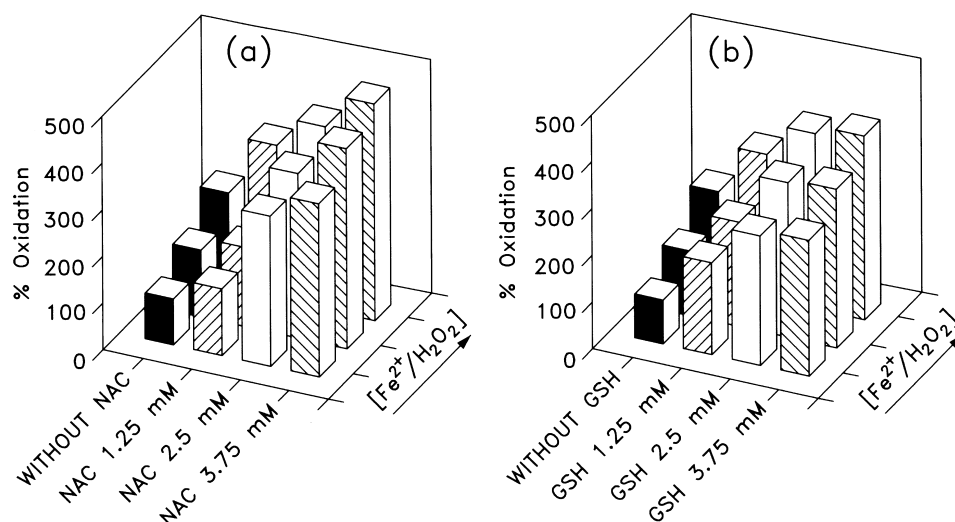 (a)
500
400
300
200
100
0
% Oxidation
WITHOUT NAC
NAC 1.25 mM
NAC 2.5 mM
NAC 3.75 mM
[Fe²⁺/H₂O₂]
(b)
500
400
300
200
100
0
% Oxidation
WITHOUT GSH
GSH 1.25 mM
GSH 2.5 mM
GSH 3.75 mM
[Fe²⁺/H₂O₂]